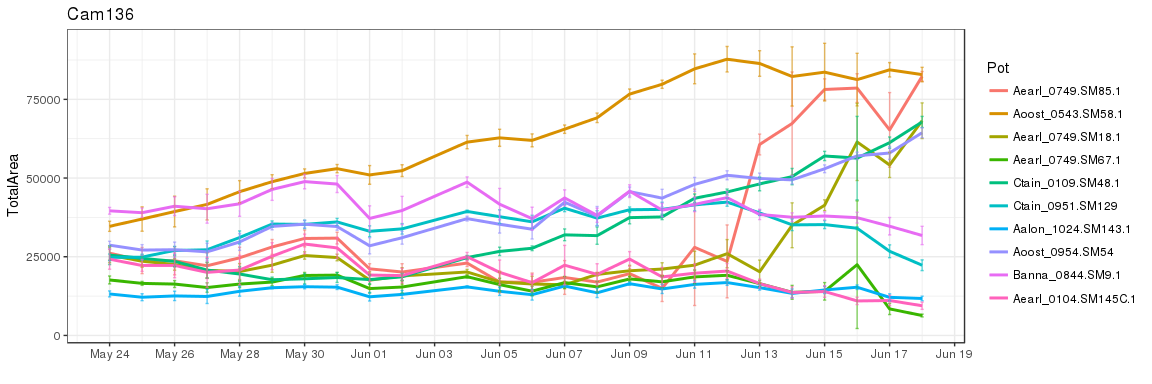 Cam136
TotalArea
75000
50000
25000
0
May 24 May 26 May 28 May 30 Jun 01 Jun 03 Jun 05 Jun 07 Jun 09 Jun 11 Jun 13 Jun 15 Jun 17 Jun 19
Pot
Aearl_0749.SM85.1
Aoost_0543.SM58.1
Aearl_0749.SM18.1
Aearl_0749.SM67.1
Ctain_0109.SM48.1
Ctain_0951.SM129
Aalon_1024.SM143.1
Aoost_0954.SM54
Banna_0844.SM9.1
Aearl_0104.SM145C.1